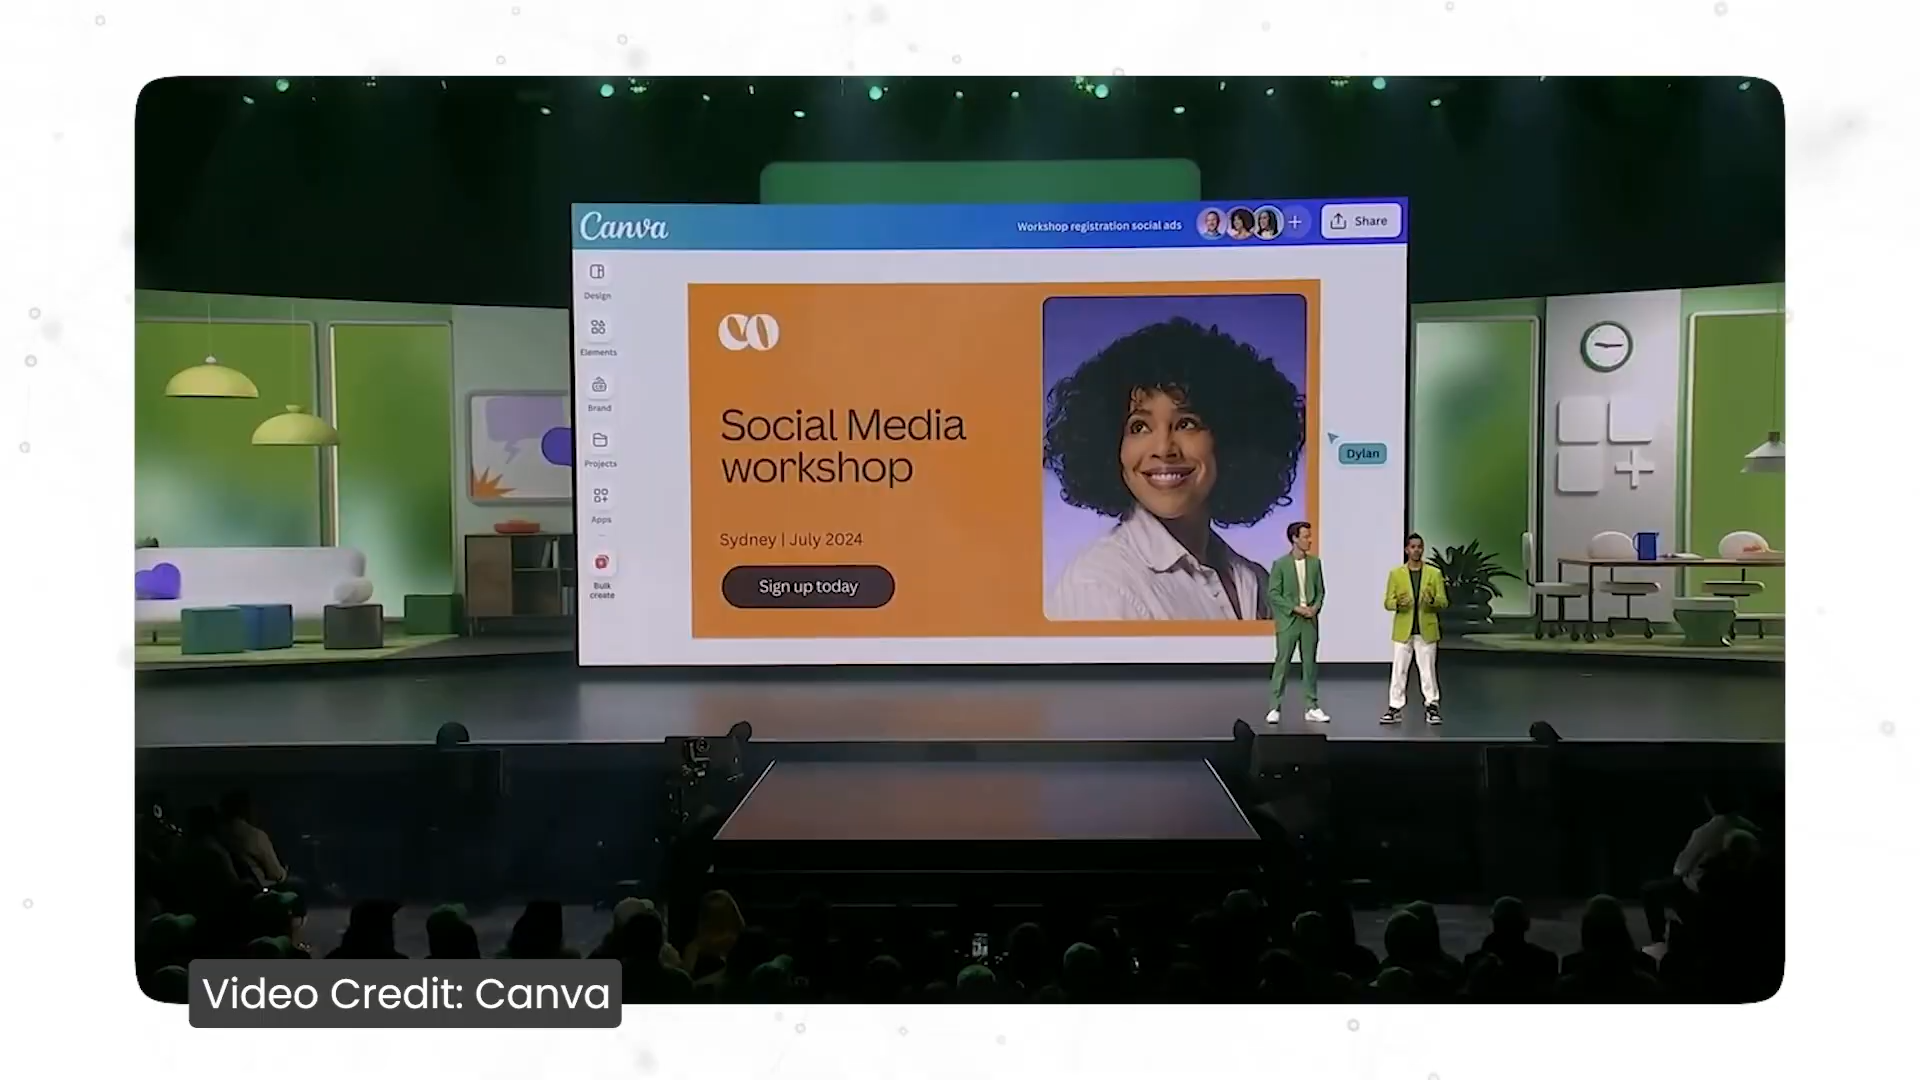 Canva
Workshop registration social ads
Share
Design
Elements
Brand
Projects
Apps
Bulk
create
Social Media
workshop
Sydney | July 2024
Sign up today
Dylan
Video Credit: Canva